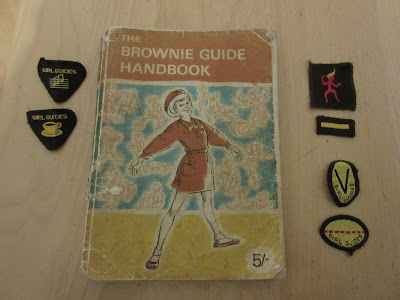 THE
BROWNIE GUIDE
HANDBOOK
5/-
GIRL GUIDES
GIRL GUIDES